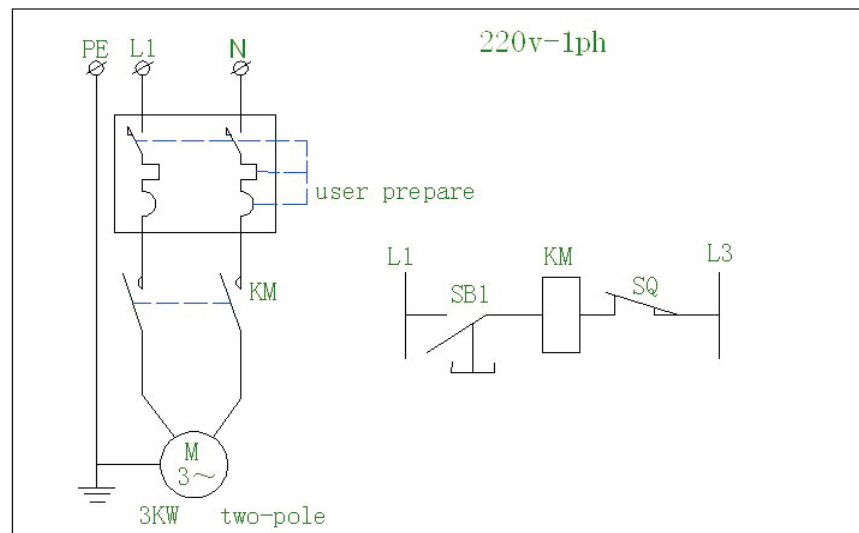 PE L1 N
220v-1ph
user prepare
KM
L1 SB1 KM SQ L3
M
3~
3KW two-pole